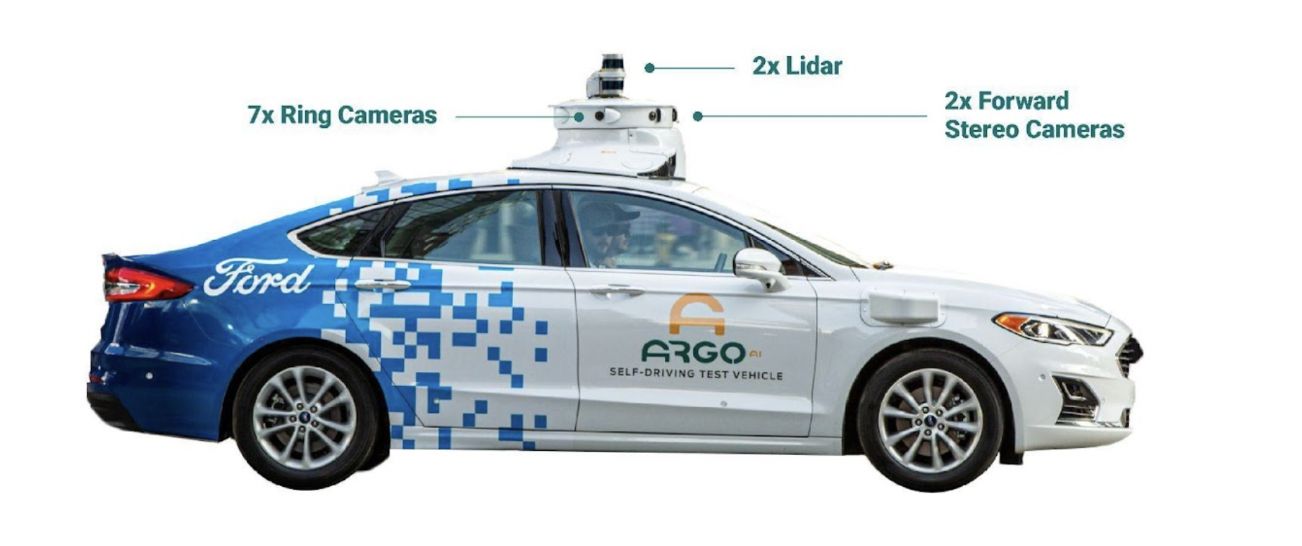 2x Lidar
7x Ring Cameras
2x Forward
Stereo Cameras
Ford
ARGO AI
SELF-DRIVING TEST VEHICLE